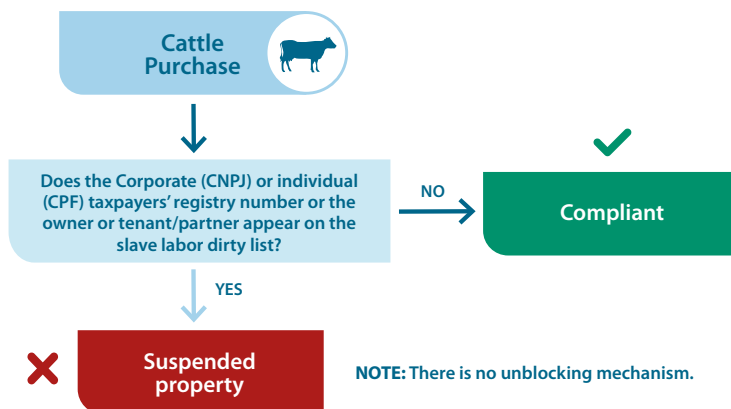 Cattle
Purchase
Does the Corporate (CNPJ) or individual
(CPF) taxpayers' registry number or the
owner or tenant/partner appear on the
slave labor dirty list?
NO
Compliant
YES
Suspended
property
NOTE: There is no unblocking mechanism.